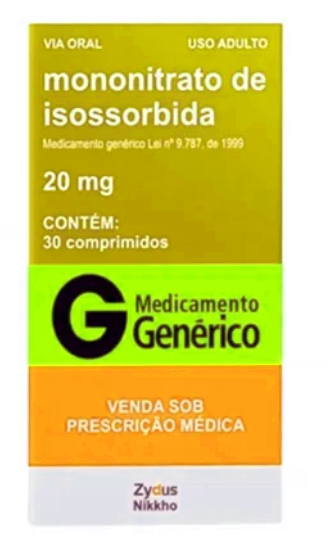 VIA ORAL USO ADULTO
mononitrato de
isossorbida
Medicamento genérico Lei nº 9.787, de 1999
20 mg
CONTÉM:
30 comprimidos
G Medicamento
Genérico
VENDA SOB
PRESCRIÇÃO MÉDICA
Zydus
Nikkho